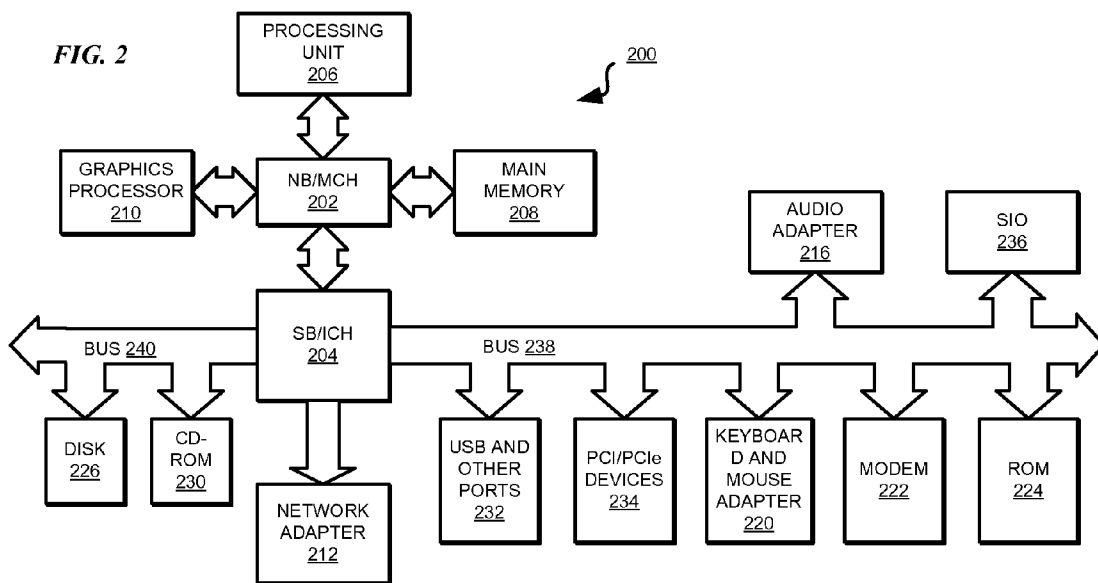 FIG. 2
PROCESSING
UNIT
206
200
GRAPHICS
PROCESSOR
210
NB/MCH
202
MAIN
MEMORY
208
AUDIO
ADAPTER
216
SIO
236
SB/ICH
204
BUS 240
BUS 238
DISK
226
CD-
ROM
230
NETWORK
ADAPTER
212
USB AND
OTHER
PORTS
232
PCI/PCIe
DEVICES
234
KEYBOAR
D AND
MOUSE
ADAPTER
220
MODEM
222
ROM
224